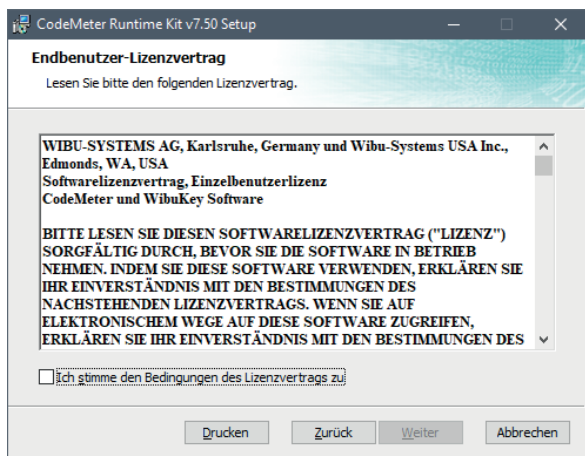 CodeMeter Runtime Kit v7.50 Setup
Endbenutzer-Lizenzvertrag
Lesen Sie bitte den folgenden Lizenzvertrag.
WIBU-SYSTEMS AG, Karlsruhe, Germany und Wibu-Systems USA Inc.,
Edmonds, WA, USA
Softwarelizenzvertrag, Einzelbenutzerlizenz
CodeMeter und WibuKey Software
BITTE LESEN SIE DIESEN SOFTWARELIZENZVERTRAG ("LIZENZ")
SORGFÄLTIG DURCH, BEVOR SIE DIE SOFTWARE IN BETRIEB
NEHMEN. INDEM SIE DIESE SOFTWARE VERWENDEN, ERKLÄREN SIE
IHR EINVERSTÄNDNIS MIT DEN BESTIMMUNGEN DES
NACHSTEHENDEN LIZENZVERTRAGS. WENN SIE AUF
ELEKTRONISCHEM WEGE AUF DIESE SOFTWARE ZUGREIFEN,
ERKLÄREN SIE IHR EINVERSTÄNDNIS MIT DEN BESTIMMUNGEN DES
Ich stimme den Bedingungen des Lizenzvertrags zu
Drucken Zurück Weiter Abbrechen